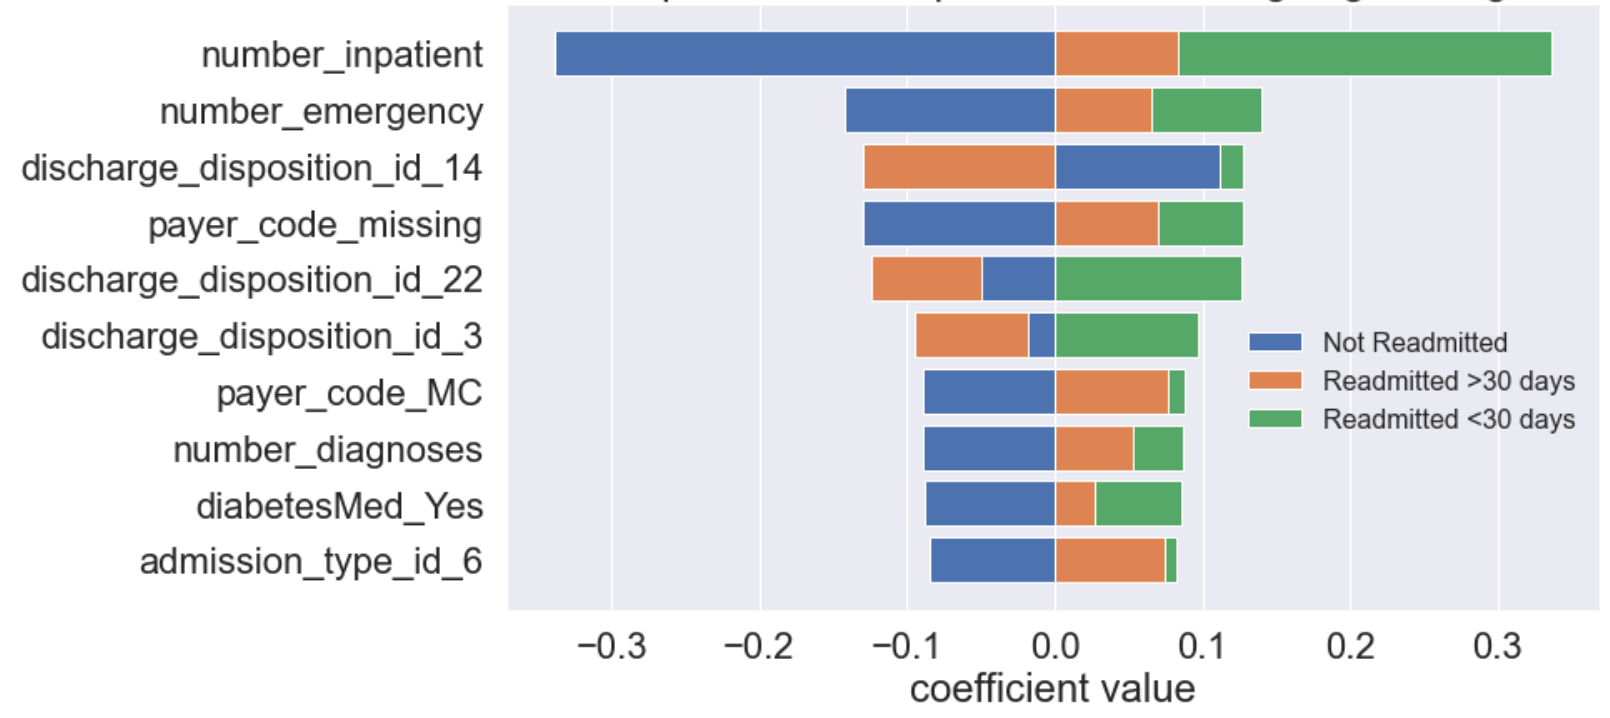 number_inpatient
number_emergency
discharge_disposition_id_14
payer_code_missing
discharge_disposition_id_22
discharge_disposition_id_3
payer_code_MC
number_diagnoses
diabetesMed_Yes
admission_type_id_6
Not Readmitted
Readmitted >30 days
Readmitted <30 days
−0.3 −0.2 −0.1 0.0 0.1 0.2 0.3
coefficient value